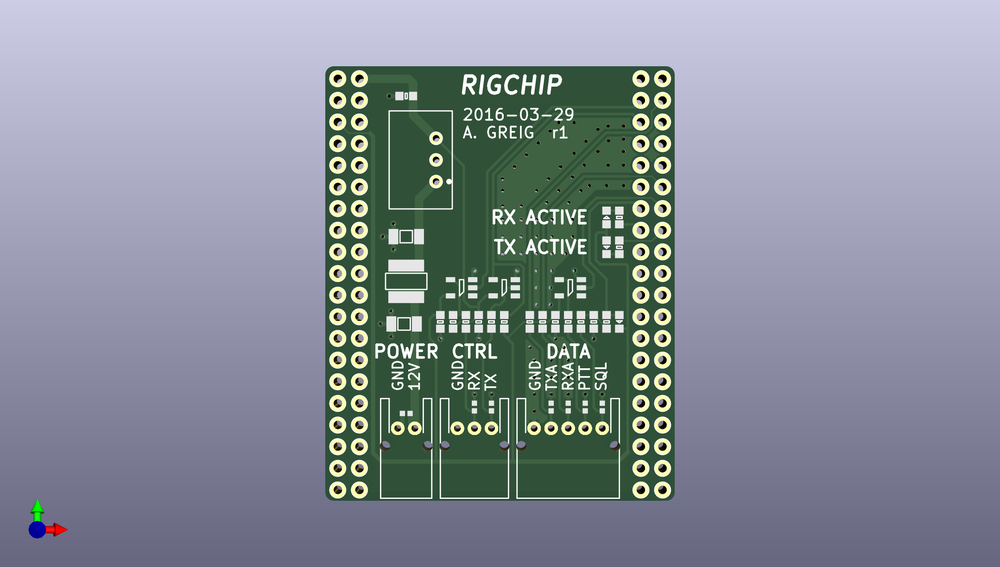 RIGCHIP
2016-03-29
A. GREIG r1
RX ACTIVE
TX ACTIVE
POWER CTRL DATA
GND 12V GND RX TX GND TXA RXA PTT SQL